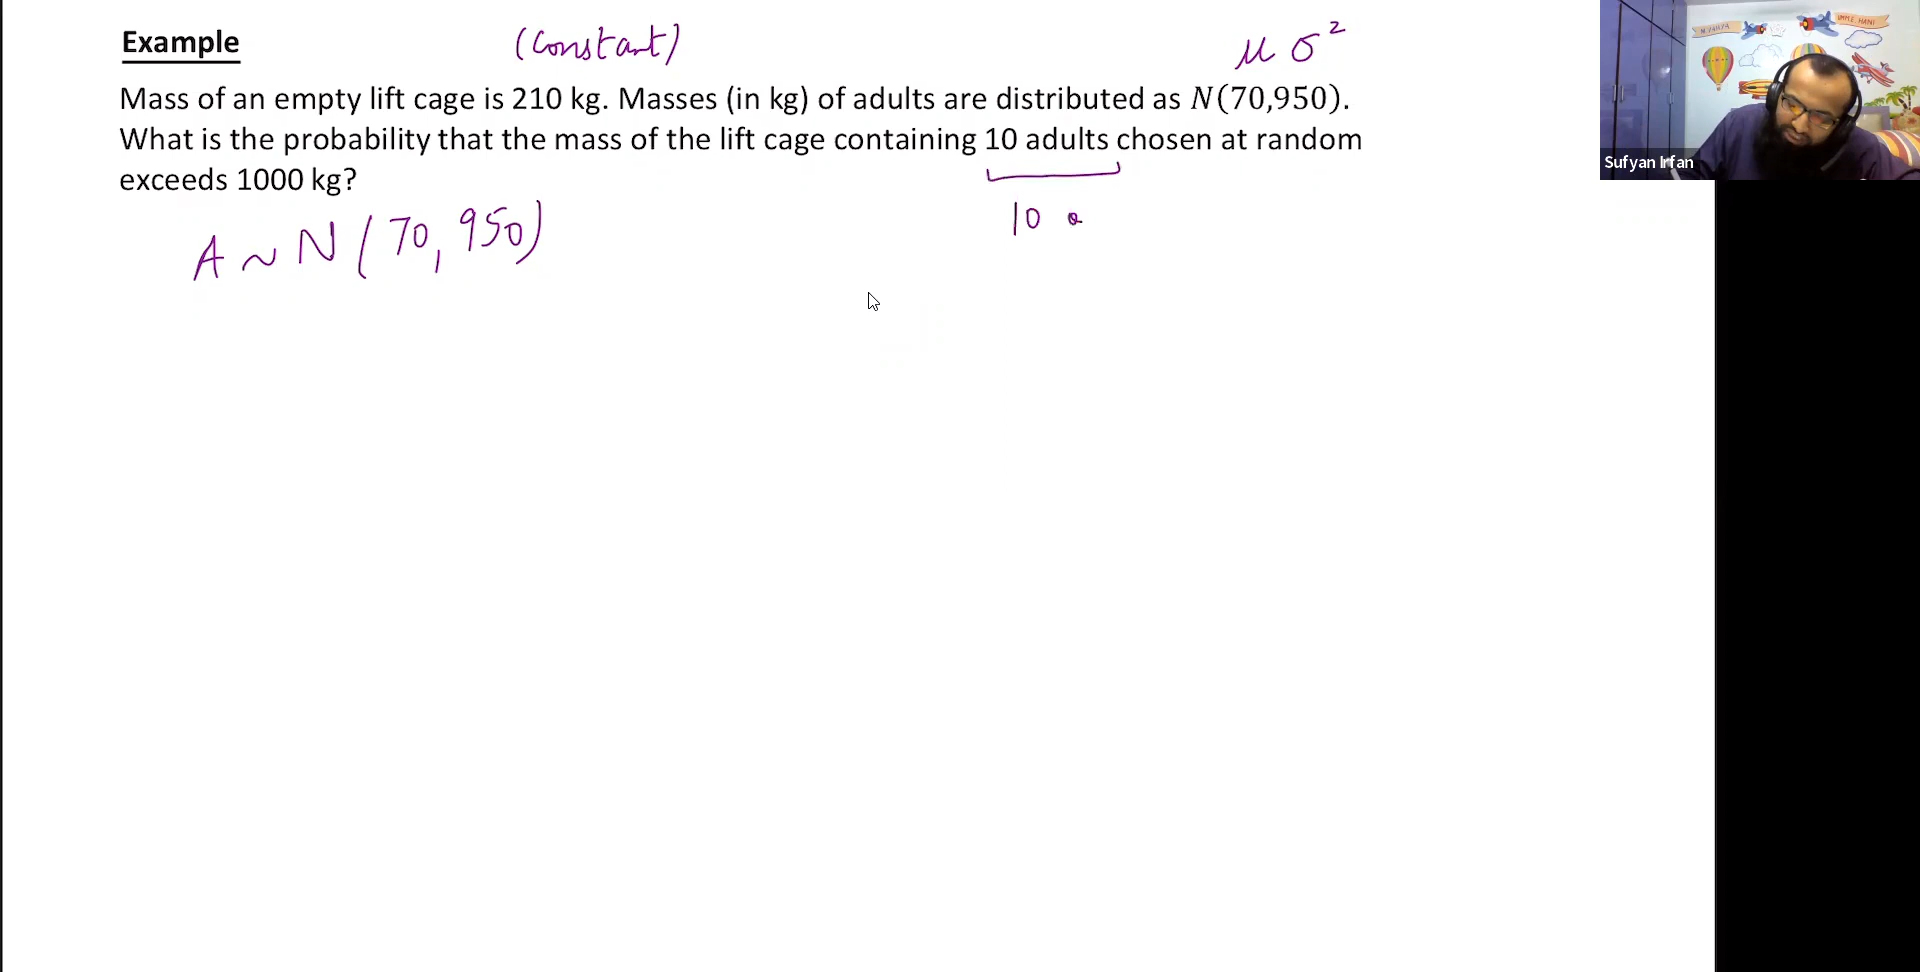 Example
(Constant)
μ σ²
Mass of an empty lift cage is 210 kg. Masses (in kg) of adults are distributed as N(70,950).
What is the probability that the mass of the lift cage containing 10 adults chosen at random
exceeds 1000 kg?
10
A ~ N(70, 950)
Sufyan Irfan